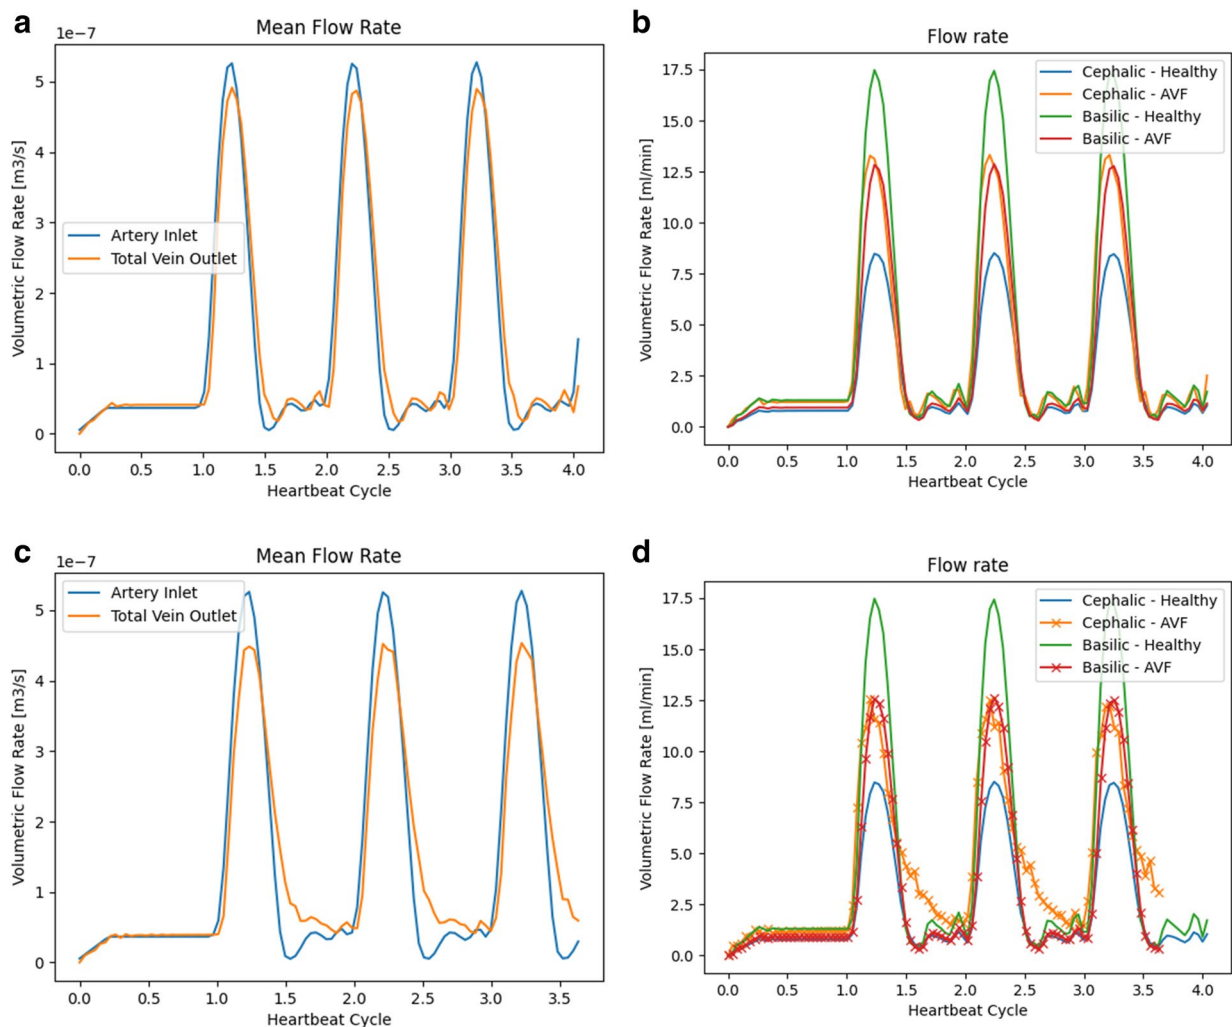 a
Mean Flow Rate
1e−7
5
4
3
2
1
0
Volumetric Flow Rate [m3/s]
Artery Inlet
Total Vein Outlet
0.0 0.5 1.0 1.5 2.0 2.5 3.0 3.5 4.0
Heartbeat Cycle
b
Flow rate
17.5
15.0
12.5
10.0
7.5
5.0
2.5
0.0
Volumetric Flow Rate [ml/min]
Cephalic - Healthy
Cephalic - AVF
Basilic - Healthy
Basilic - AVF
0.0 0.5 1.0 1.5 2.0 2.5 3.0 3.5 4.0
Heartbeat Cycle
c
Mean Flow Rate
1e−7
5
4
3
2
1
0
Volumetric Flow Rate [m3/s]
Artery Inlet
Total Vein Outlet
0.0 0.5 1.0 1.5 2.0 2.5 3.0 3.5
Heartbeat Cycle
d
Flow rate
17.5
15.0
12.5
10.0
7.5
5.0
2.5
0.0
Volumetric Flow Rate [ml/min]
Cephalic - Healthy
Cephalic - AVF
Basilic - Healthy
Basilic - AVF
0.0 0.5 1.0 1.5 2.0 2.5 3.0 3.5 4.0
Heartbeat Cycle